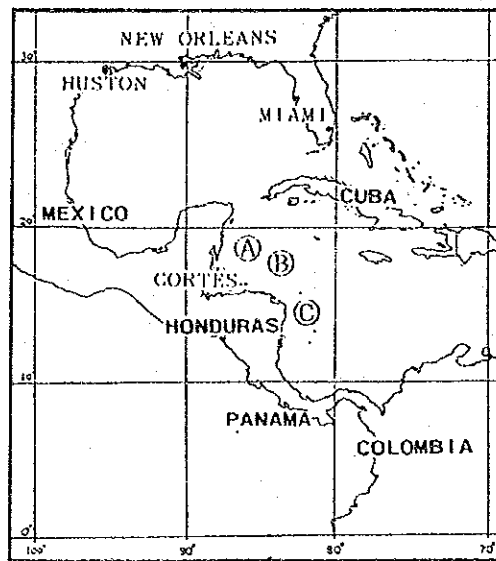 NEW ORLEANS
30°
HUSTON
MIAMI
CUBA
20°
MEXICO
A
B
CORTES
C
HONDURAS
10°
PANAMA
COLOMBIA
0°
100°
90°
80°
70°